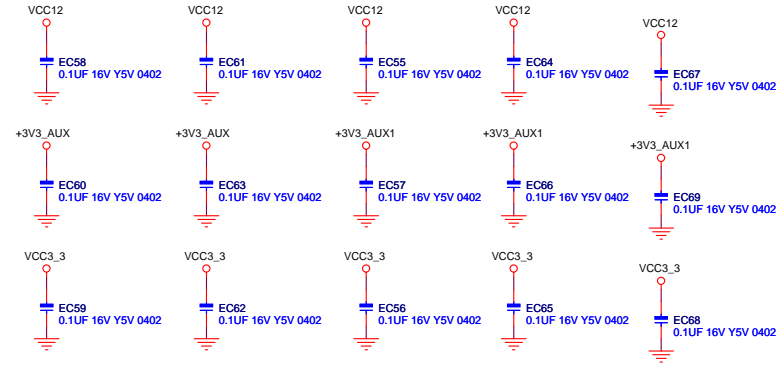 VCC12
EC58
0.1UF 16V Y5V 0402
VCC12
EC61
0.1UF 16V Y5V 0402
VCC12
EC55
0.1UF 16V Y5V 0402
VCC12
EC64
0.1UF 16V Y5V 0402
VCC12
EC67
0.1UF 16V Y5V 0402
+3V3_AUX
EC60
0.1UF 16V Y5V 0402
+3V3_AUX
EC63
0.1UF 16V Y5V 0402
+3V3_AUX1
EC57
0.1UF 16V Y5V 0402
+3V3_AUX1
EC66
0.1UF 16V Y5V 0402
+3V3_AUX1
EC69
0.1UF 16V Y5V 0402
VCC3_3
EC59
0.1UF 16V Y5V 0402
VCC3_3
EC62
0.1UF 16V Y5V 0402
VCC3_3
EC56
0.1UF 16V Y5V 0402
VCC3_3
EC65
0.1UF 16V Y5V 0402
VCC3_3
EC68
0.1UF 16V Y5V 0402